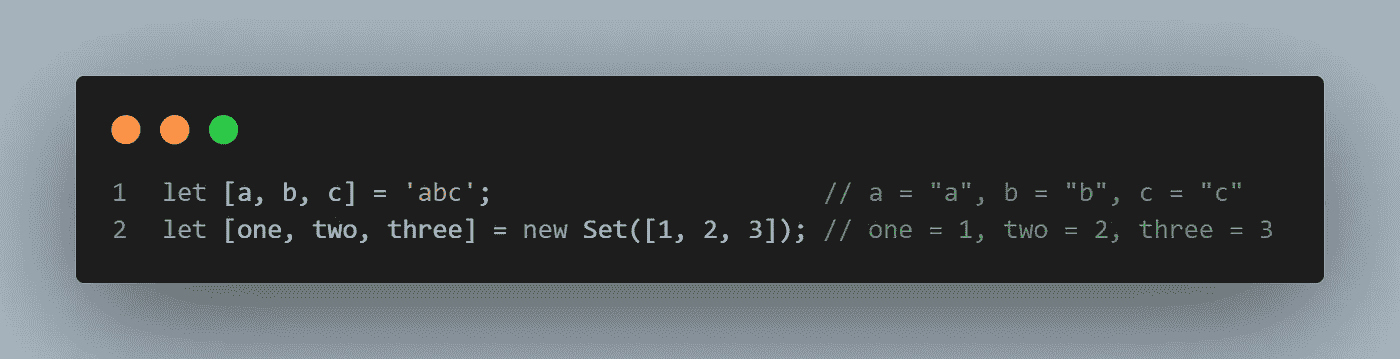 1 let [a, b, c] = 'abc'; // a = "a", b = "b", c = "c"
2 let [one, two, three] = new Set([1, 2, 3]); // one = 1, two = 2, three = 3